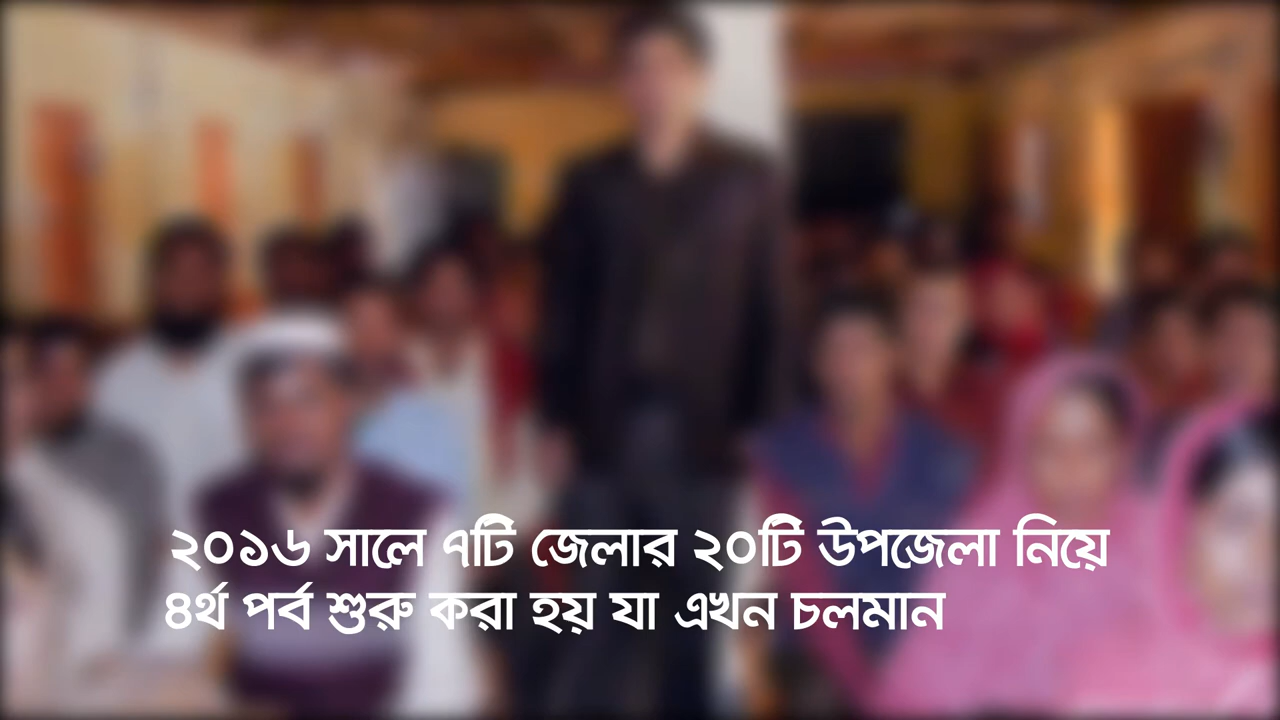 ২০১৬ সালে ৭টি জেলার ২০টি উপজেলা নিয়ে
৪র্থ পর্ব শুরু করা হয় যা এখন চলমান